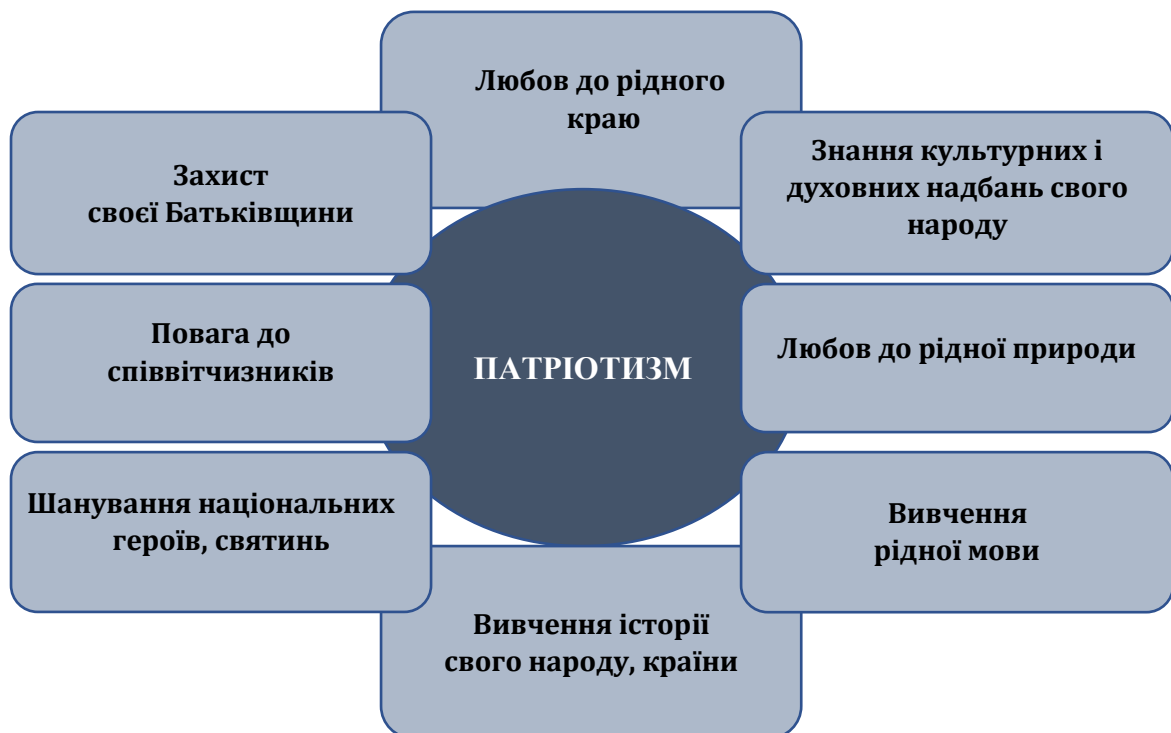 Любов до рідного
краю
Захист
своєї Батьківщини
Знання культурних і
духовних надбань свого
народу
Повага до
співвітчизників
ПАТРІОТИЗМ
Любов до рідної природи
Шанування національних
героїв, святинь
Вивчення
рідної мови
Вивчення історії
свого народу, країни